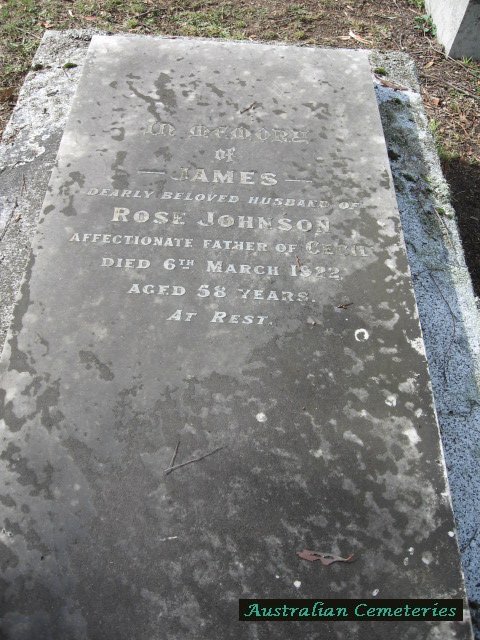 In Memory
of
JAMES
DEARLY BELOVED HUSBAND OF
ROSE JOHNSON
AFFECTIONATE FATHER OF CECIL
DIED 6TH MARCH 1922
AGED 58 YEARS.
AT REST.
Australian Cemeteries